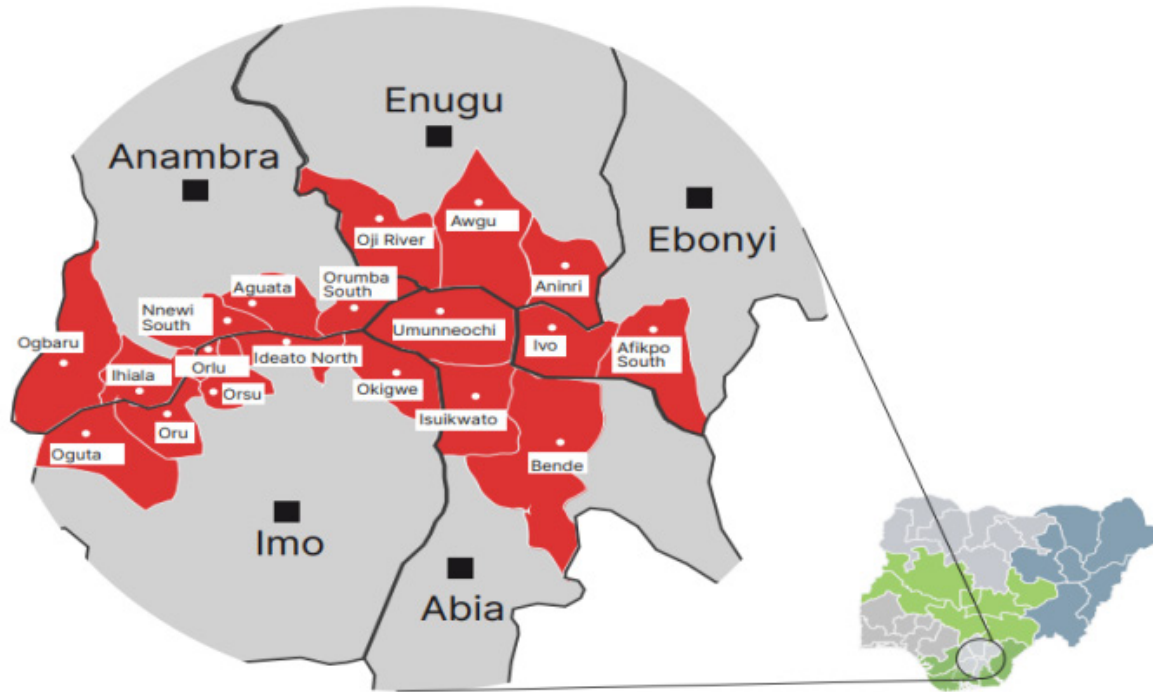 Enugu
Anambra
Ebonyi
Awgu
Oji River
Aninri
Orumba
South
Aguata
Nnewi
South
Umunneochi
Ogbaru
Ivo
Afikpo
South
Ideato North
Orlu
Ihiala
Okigwe
Orsu
Isuikwato
Oru
Oguta
Bende
Imo
Abia